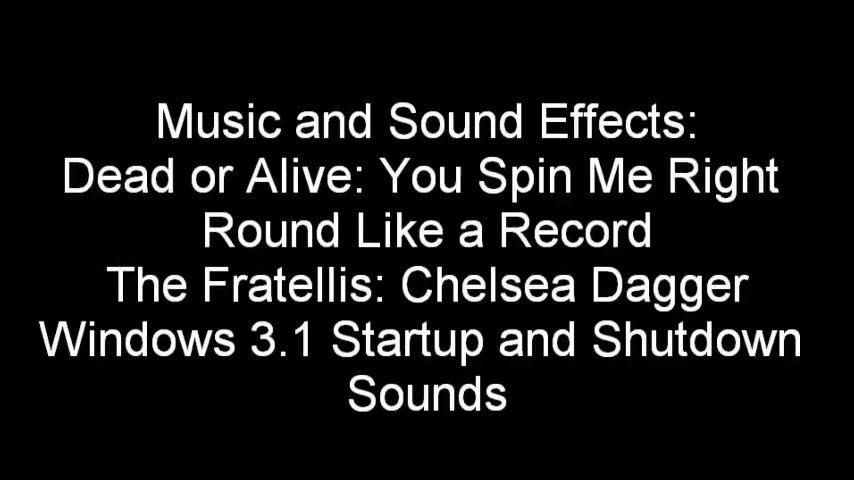 Music and Sound Effects:
Dead or Alive: You Spin Me Right
Round Like a Record
The Fratellis: Chelsea Dagger
Windows 3.1 Startup and Shutdown
Sounds